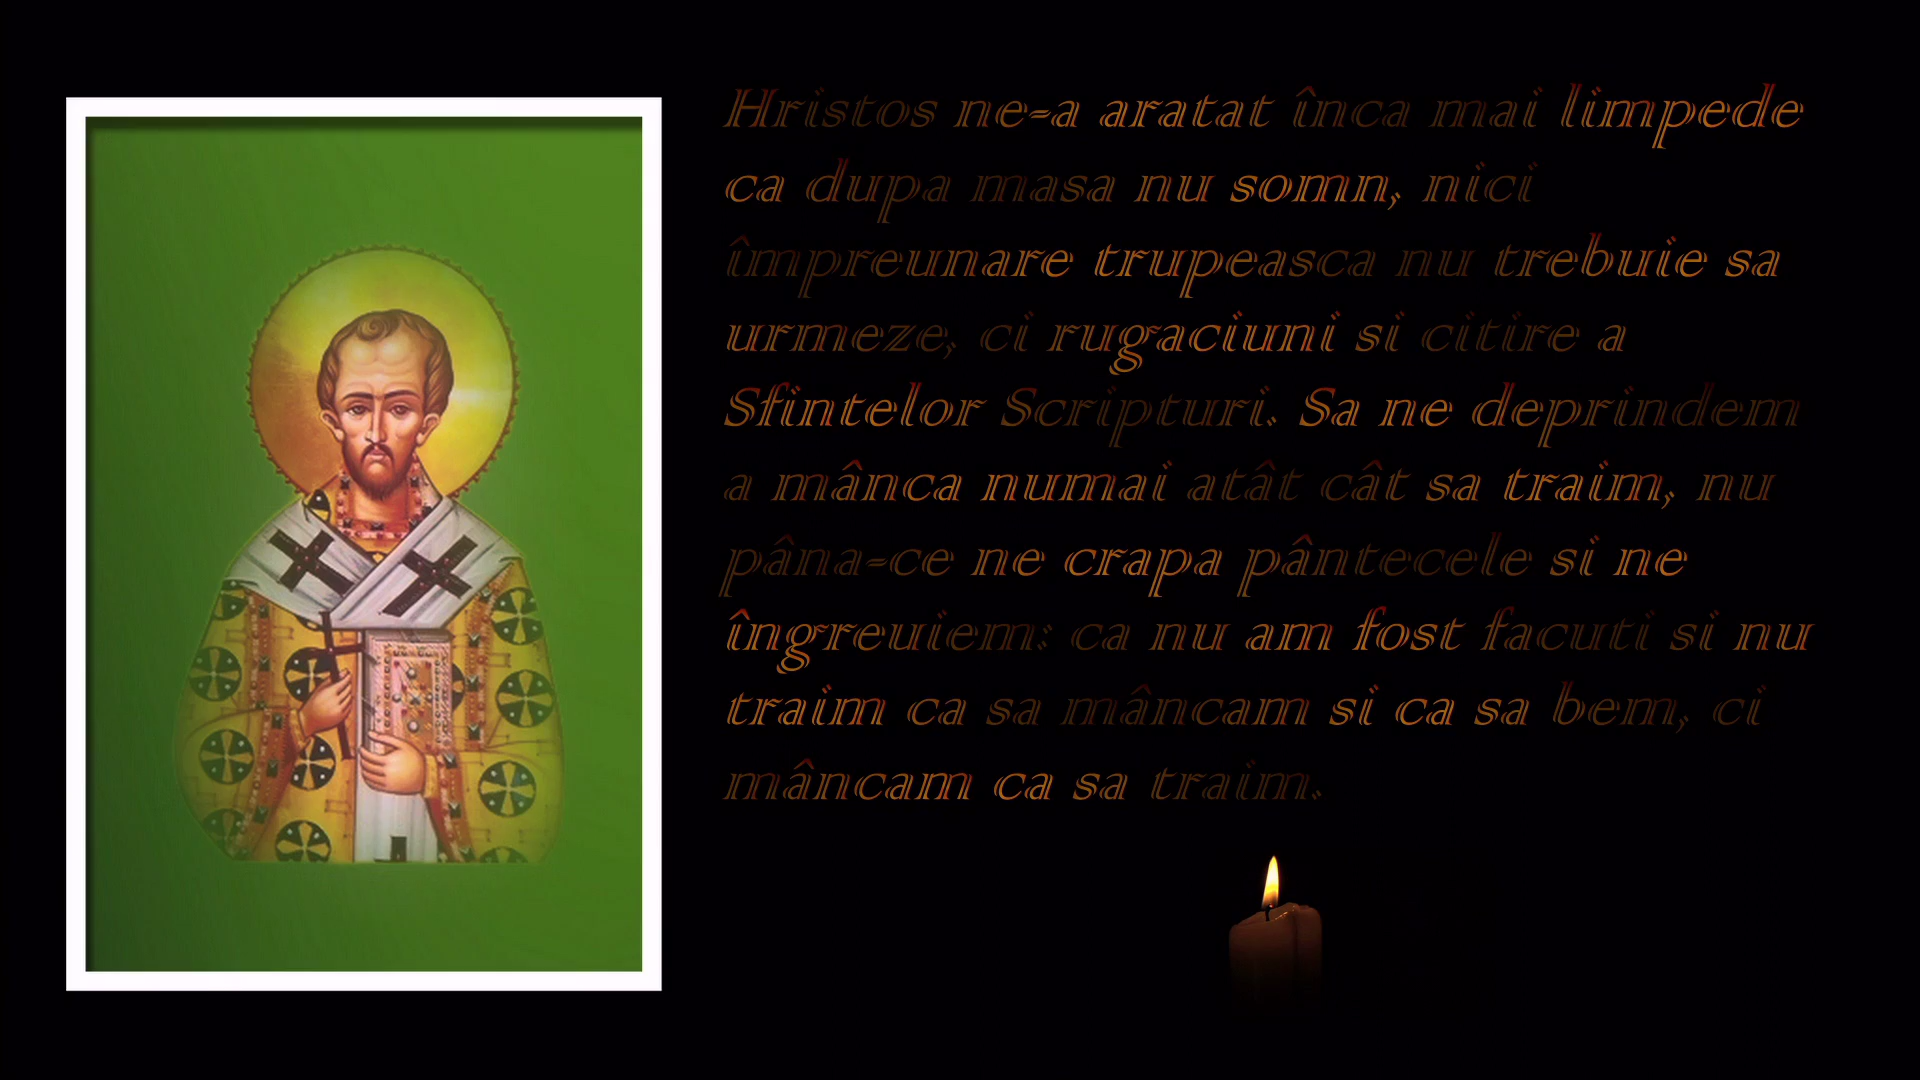 Hristos ne-a aratat înca mai limpede
ca dupa masa nu somn, nici
împreunare trupeasca nu trebuie sa
urmeze, ci rugaciuni si citire a
Sfintelor Scripturi. Sa ne deprindem
a mânca numai atât cât sa traim, nu
pâna-ce ne crapa pântecele si ne
îngreuiem: ca nu am fost facuti si nu
traim ca sa mâncam si ca sa bem, ci
mâncam ca sa traim.